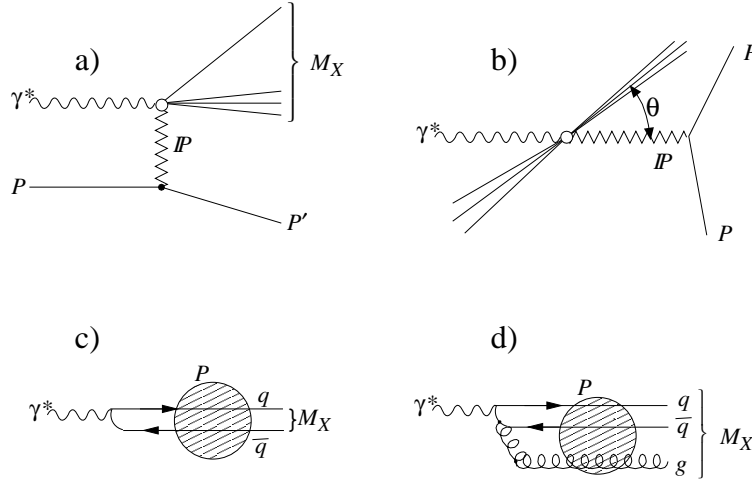 a)
M_X
γ*
IP
P
P′
b)
P
θ
γ*
IP
P
c)
P
γ*
q
M_X
q̅
d)
P
γ*
q
q̅
M_X
g